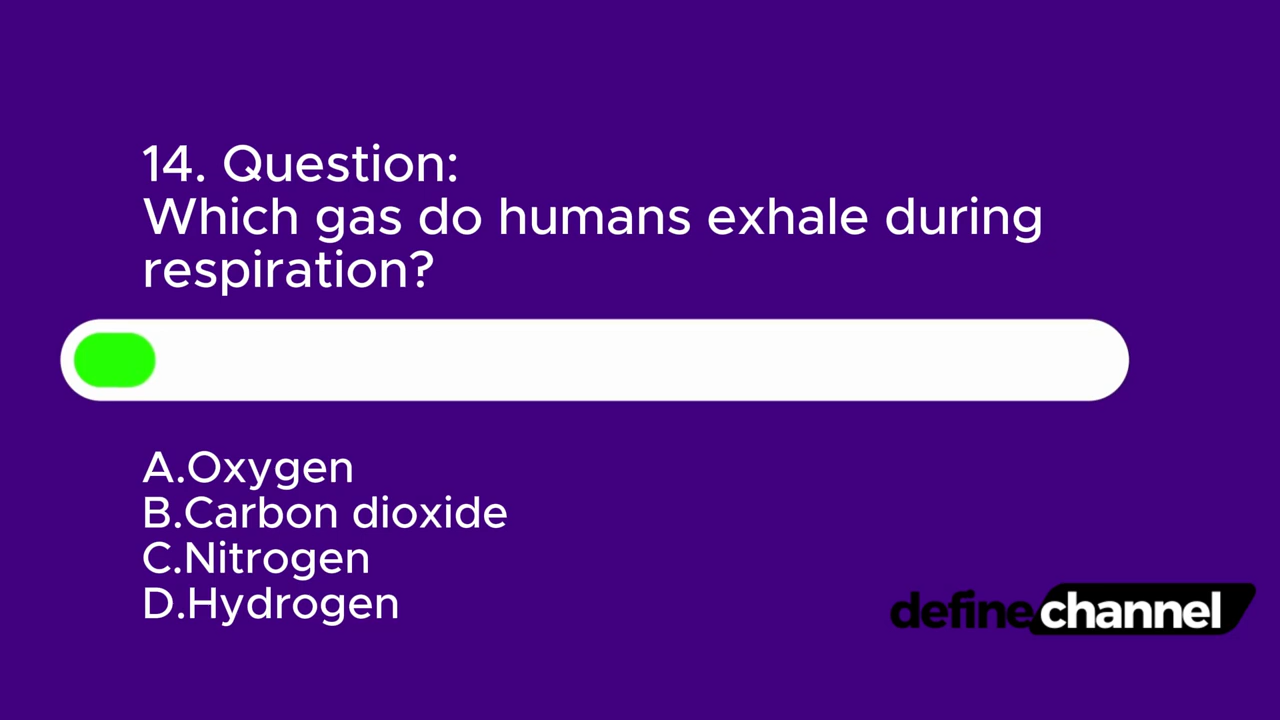 14. Question:
Which gas do humans exhale during
respiration?
A.Oxygen
B.Carbon dioxide
C.Nitrogen
D.Hydrogen
definechannel